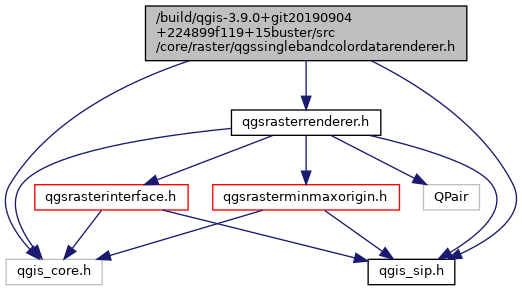 /build/qgis-3.9.0+git20190904
+224899f119+15buster/src
/core/raster/qgssinglebandcolordatarenderer.h
qgsrasterrenderer.h
qgsrasterinterface.h
qgsrasterminmaxorigin.h
QPair
qgis_core.h
qgis_sip.h